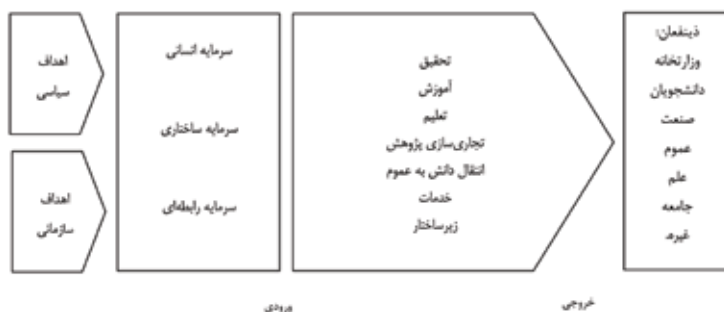 اهداف
سیاسی
اهداف
سازمانی
سرمایه انسانی
سرمایه ساختاری
سرمایه رابطه‌ای
تحقیق
آموزش
تعلیم
تجاری‌سازی پژوهش
انتقال دانش به عموم
خدمات
زیرساختار
ذینفعان:
وزارتخانه
دانشجویان
صنعت
عموم
علم
جامعه
غیره.
ورودی
خروجی